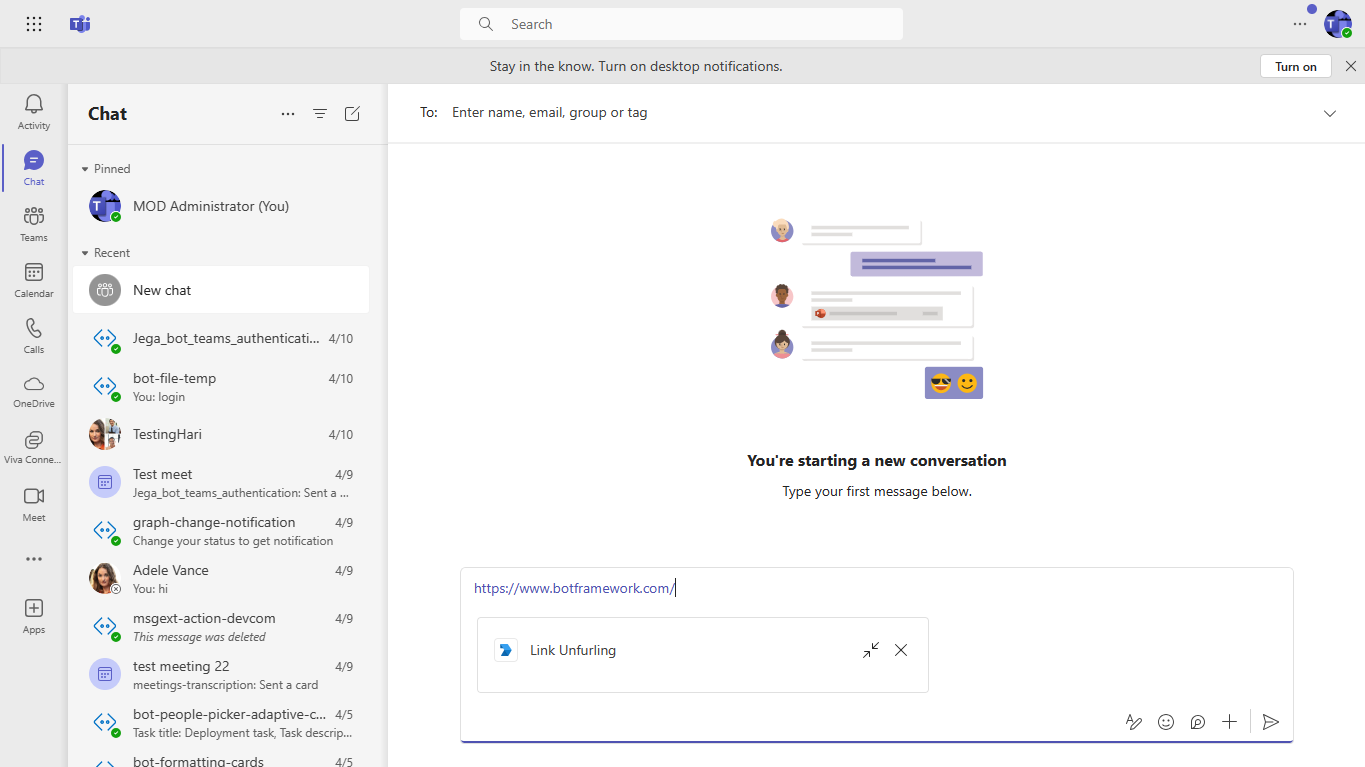 Search
Stay in the know. Turn on desktop notifications.
Turn on
Activity
Chat
Teams
Calendar
Calls
OneDrive
Viva Conne...
Meet
Apps
Chat
Pinned
MOD Administrator (You)
Recent
New chat
Jega_bot_teams_authenticati... 4/10
bot-file-temp 4/10
You: login
TestingHari 4/10
Test meet 4/9
Jega_bot_teams_authentication: Sent a ...
graph-change-notification 4/9
Change your status to get notification
Adele Vance 4/9
You: hi
msgext-action-devcom 4/9
This message was deleted
test meeting 22 4/9
meetings-transcription: Sent a card
bot-people-picker-adaptive-c... 4/5
Task title: Deployment task, Task descrip...
bot-formatting-cards 4/5
To: Enter name, email, group or tag
You're starting a new conversation
Type your first message below.
https://www.botframework.com/
Link Unfurling